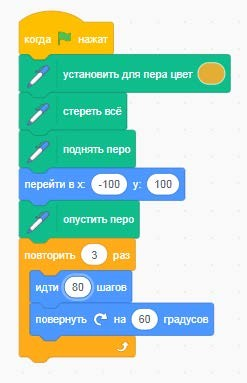 когда нажат
установить для пера цвет
стереть всё
поднять перо
перейти в x: -100 y: 100
опустить перо
повторить 3 раз
идти 80 шагов
повернуть на 60 градусов